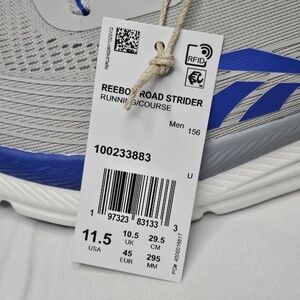 RFID
REEBOK ROAD STRIDER
RUNNING/COURSE
Men 156
100233883
U
1 97323 83133 3
11.5 USA
10.5 UK
29.5 CM
45 EUR
295 MM